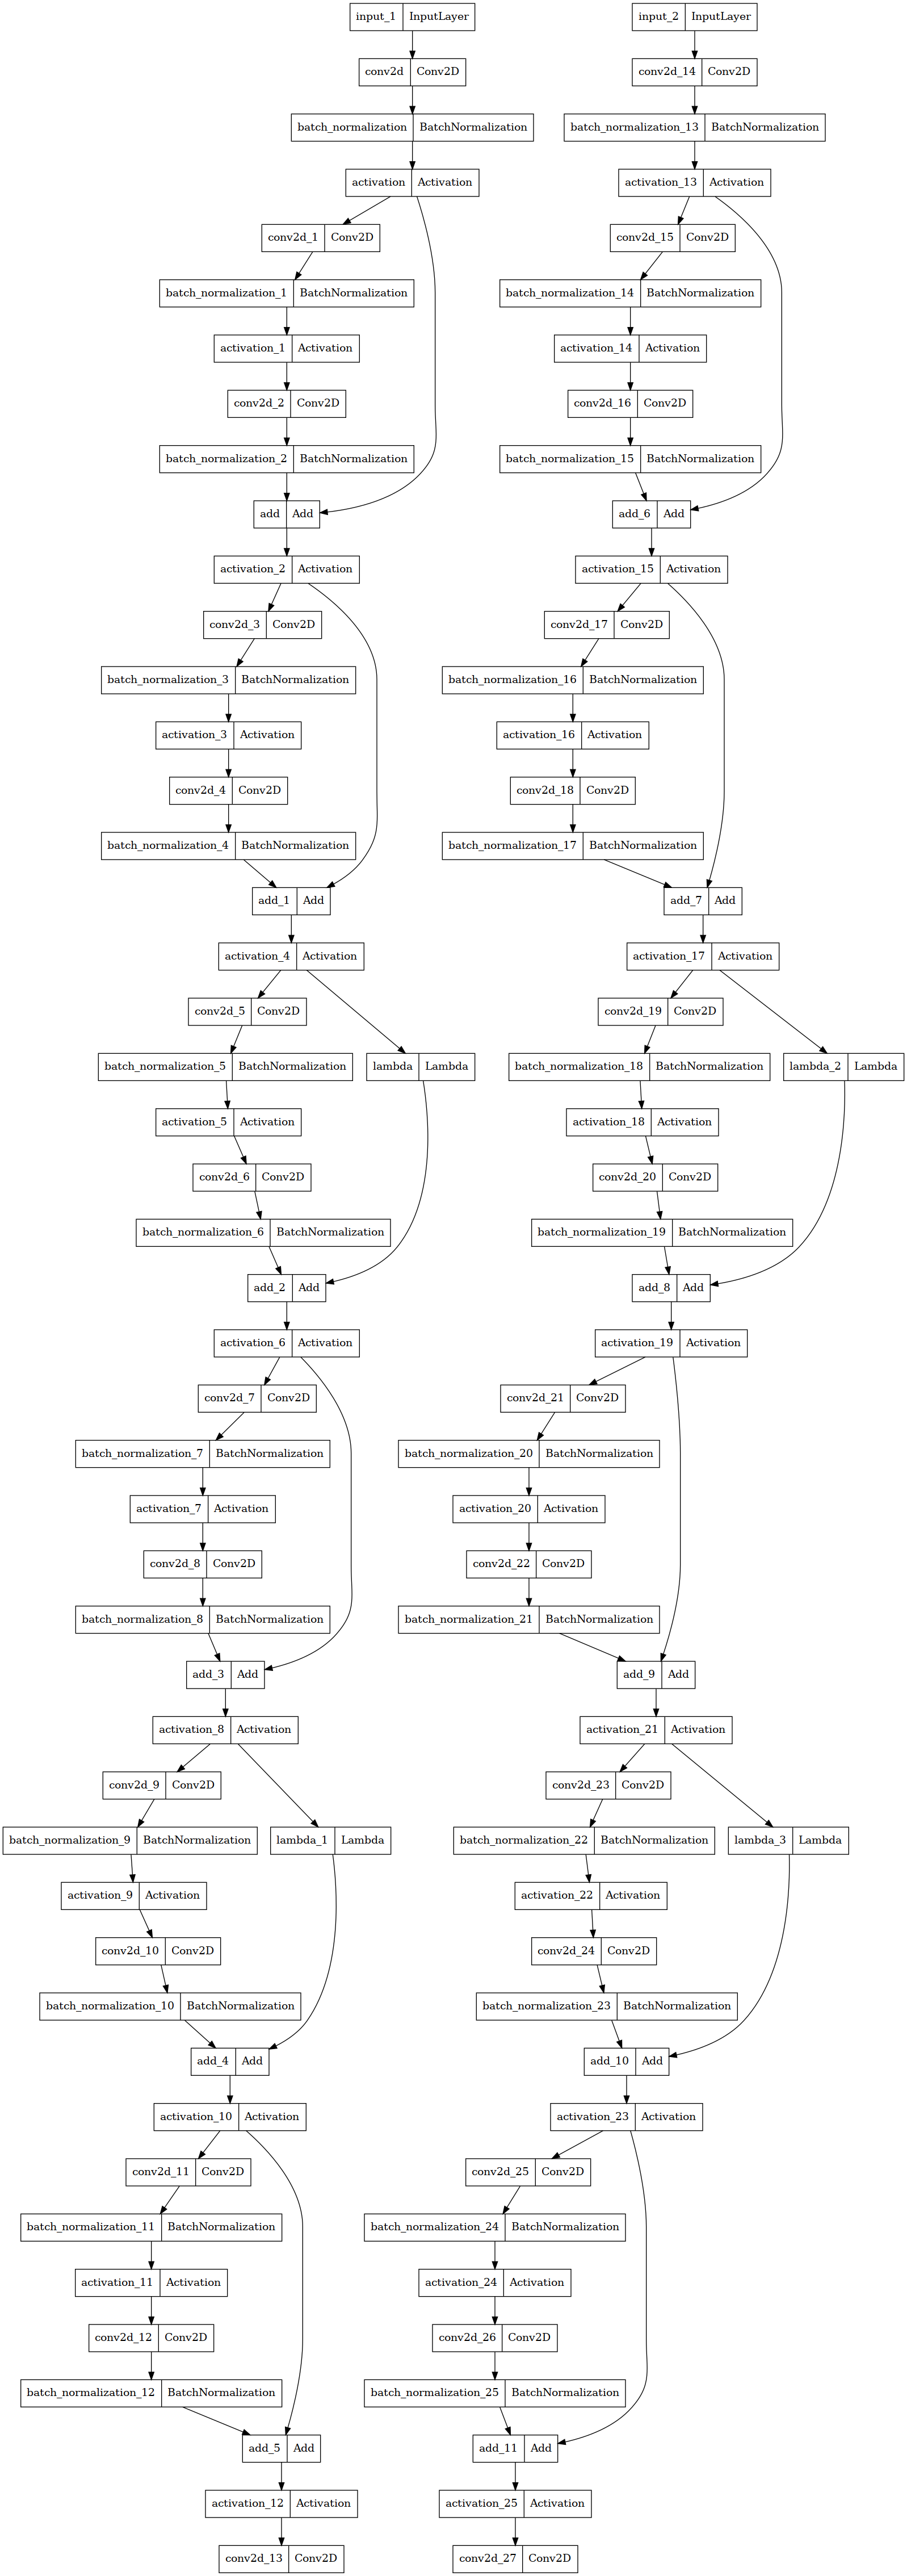 input_1 InputLayer input_2 InputLayer
conv2d Conv2D conv2d_14 Conv2D
batch_normalization BatchNormalization batch_normalization_13 BatchNormalization
activation Activation activation_13 Activation
conv2d_1 Conv2D conv2d_15 Conv2D
batch_normalization_1 BatchNormalization batch_normalization_14 BatchNormalization
activation_1 Activation activation_14 Activation
conv2d_2 Conv2D conv2d_16 Conv2D
batch_normalization_2 BatchNormalization batch_normalization_15 BatchNormalization
add Add add_6 Add
activation_2 Activation activation_15 Activation
conv2d_3 Conv2D conv2d_17 Conv2D
batch_normalization_3 BatchNormalization batch_normalization_16 BatchNormalization
activation_3 Activation activation_16 Activation
conv2d_4 Conv2D conv2d_18 Conv2D
batch_normalization_4 BatchNormalization batch_normalization_17 BatchNormalization
add_1 Add add_7 Add
activation_4 Activation activation_17 Activation
conv2d_5 Conv2D conv2d_19 Conv2D
batch_normalization_5 BatchNormalization lambda Lambda batch_normalization_18 BatchNormalization lambda_2 Lambda
activation_5 Activation activation_18 Activation
conv2d_6 Conv2D conv2d_20 Conv2D
batch_normalization_6 BatchNormalization batch_normalization_19 BatchNormalization
add_2 Add add_8 Add
activation_6 Activation activation_19 Activation
conv2d_7 Conv2D conv2d_21 Conv2D
batch_normalization_7 BatchNormalization batch_normalization_20 BatchNormalization
activation_7 Activation activation_20 Activation
conv2d_8 Conv2D conv2d_22 Conv2D
batch_normalization_8 BatchNormalization batch_normalization_21 BatchNormalization
add_3 Add add_9 Add
activation_8 Activation activation_21 Activation
conv2d_9 Conv2D conv2d_23 Conv2D
batch_normalization_9 BatchNormalization lambda_1 Lambda batch_normalization_22 BatchNormalization lambda_3 Lambda
activation_9 Activation activation_22 Activation
conv2d_10 Conv2D conv2d_24 Conv2D
batch_normalization_10 BatchNormalization batch_normalization_23 BatchNormalization
add_4 Add add_10 Add
activation_10 Activation activation_23 Activation
conv2d_11 Conv2D conv2d_25 Conv2D
batch_normalization_11 BatchNormalization batch_normalization_24 BatchNormalization
activation_11 Activation activation_24 Activation
conv2d_12 Conv2D conv2d_26 Conv2D
batch_normalization_12 BatchNormalization batch_normalization_25 BatchNormalization
add_5 Add add_11 Add
activation_12 Activation activation_25 Activation
conv2d_13 Conv2D conv2d_27 Conv2D